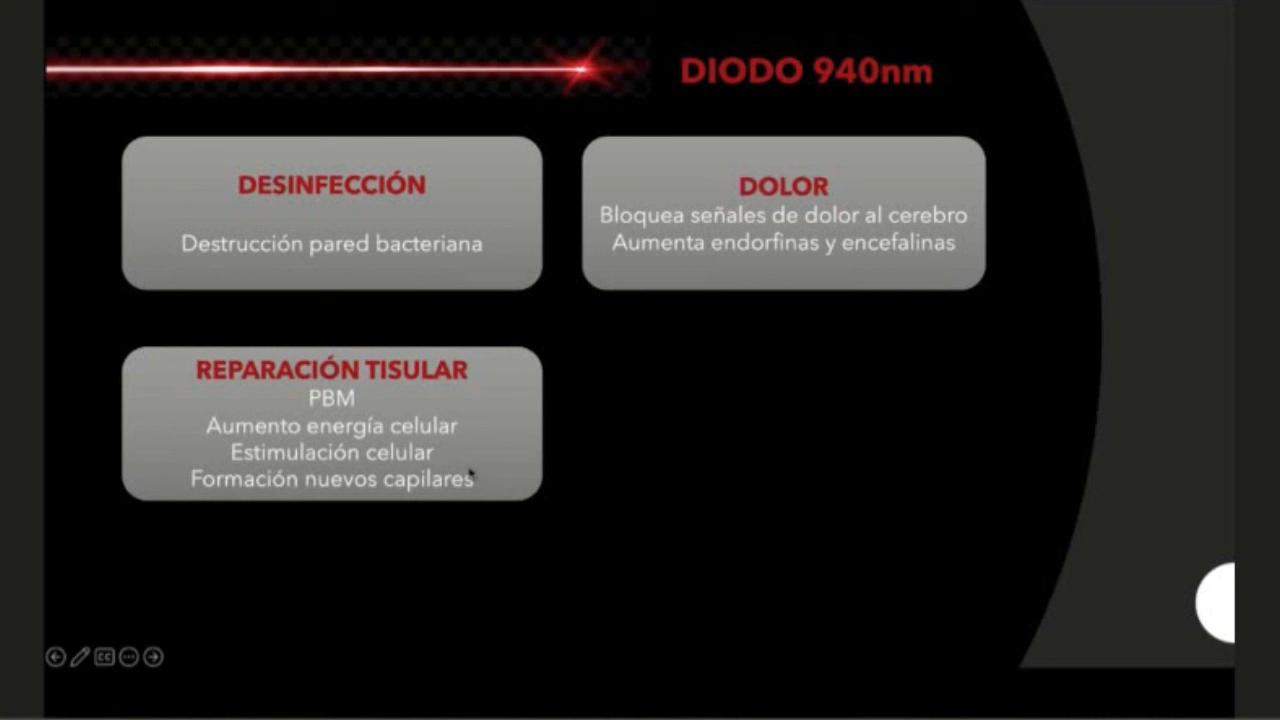 DIODO 940nm
DESINFECCIÓN
Destrucción pared bacteriana
DOLOR
Bloquea señales de dolor al cerebro
Aumenta endorfinas y encefalinas
REPARACIÓN TISULAR
PBM
Aumento energía celular
Estimulación celular
Formación nuevos capilares
CC